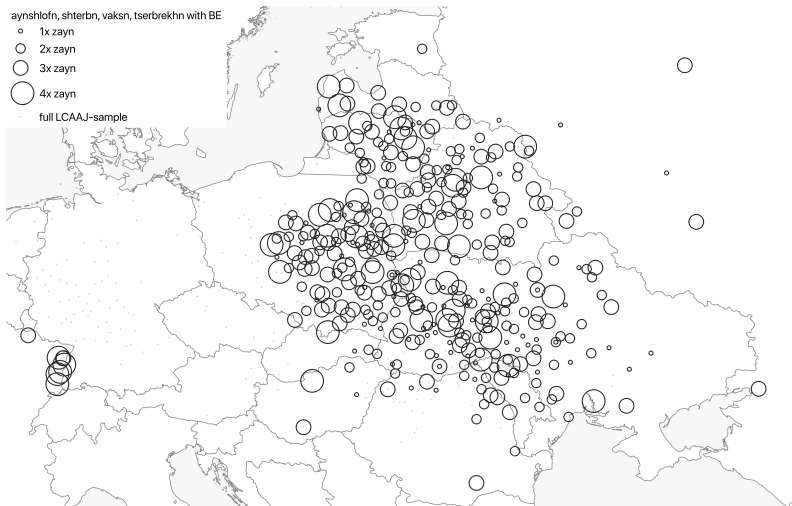 aynshlofn, shterbn, vaksn, tserbrekhn with BE
1x zayn
2x zayn
3x zayn
4x zayn
full LCAAJ-sample